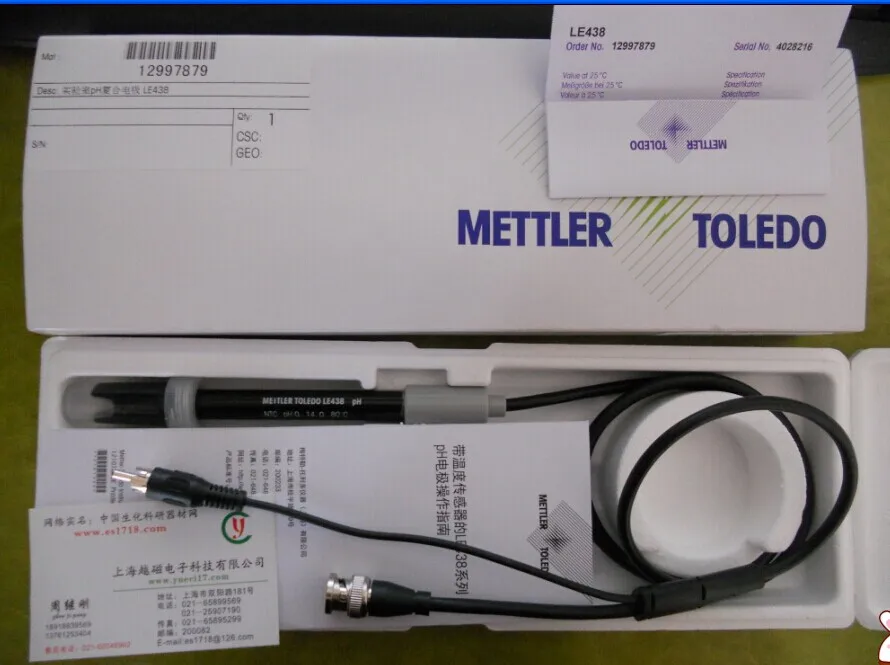 Mat:
12997879
Desc: 实验室pH复合电极 LE438
Qty: 1
CSC:
GEO:
S/N:
LE438
Order No. 12997879 Serial No. 4028216
Value at 25°C Specification
Meßgröße bei 25°C Spezifikation
Valeur à 25°C Spécification
METTLER TOLEDO
METTLER TOLEDO
METTLER TOLEDO LE438 pH
NTC pH 0..14 0..80°C
带温度传感器的LE438系列
pH电极操作指南
METTLER TOLEDO
网络实名：中国生化科研器材网
www.es1718.com
上海越磁电子科技有限公司
www.yueci17.com
地址：上海市抚阳路181号
电话：021-65899569
021-25907190
传真：021-65895299
邮编：200082
E-mail:es1718@126.com